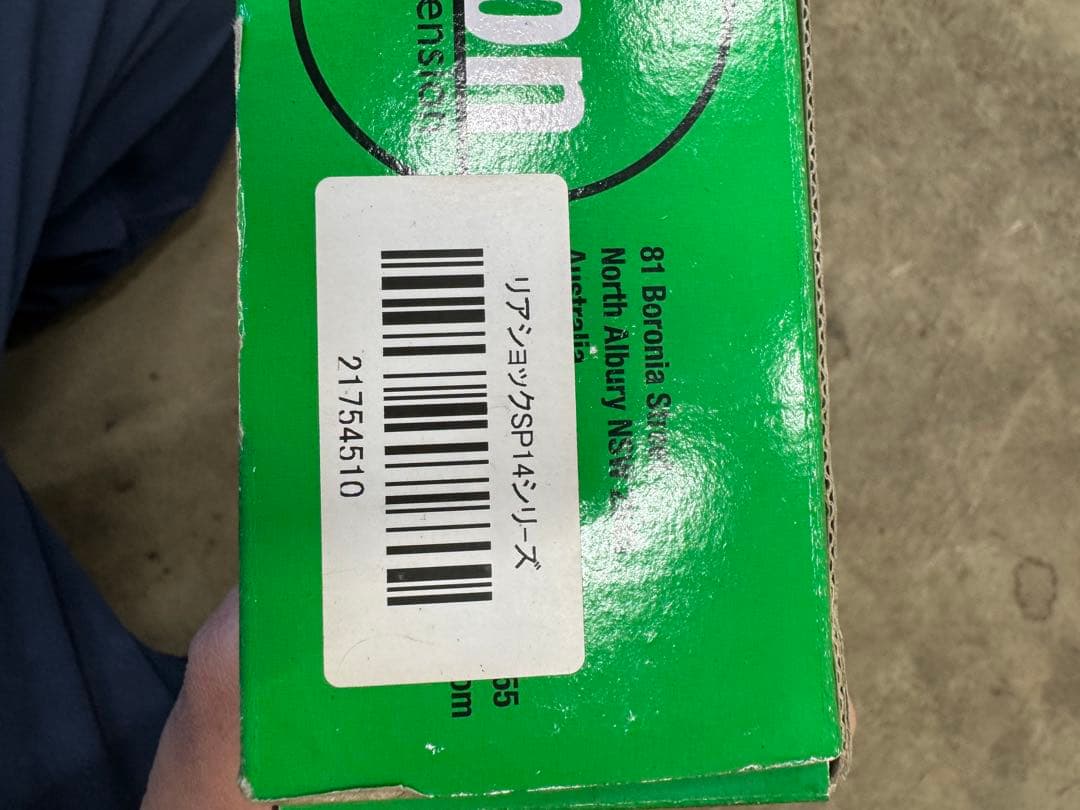 on
ension
81 Boronia
North Albury NSW
Australia
リアショックSP14シリーズ
21754510
55
om